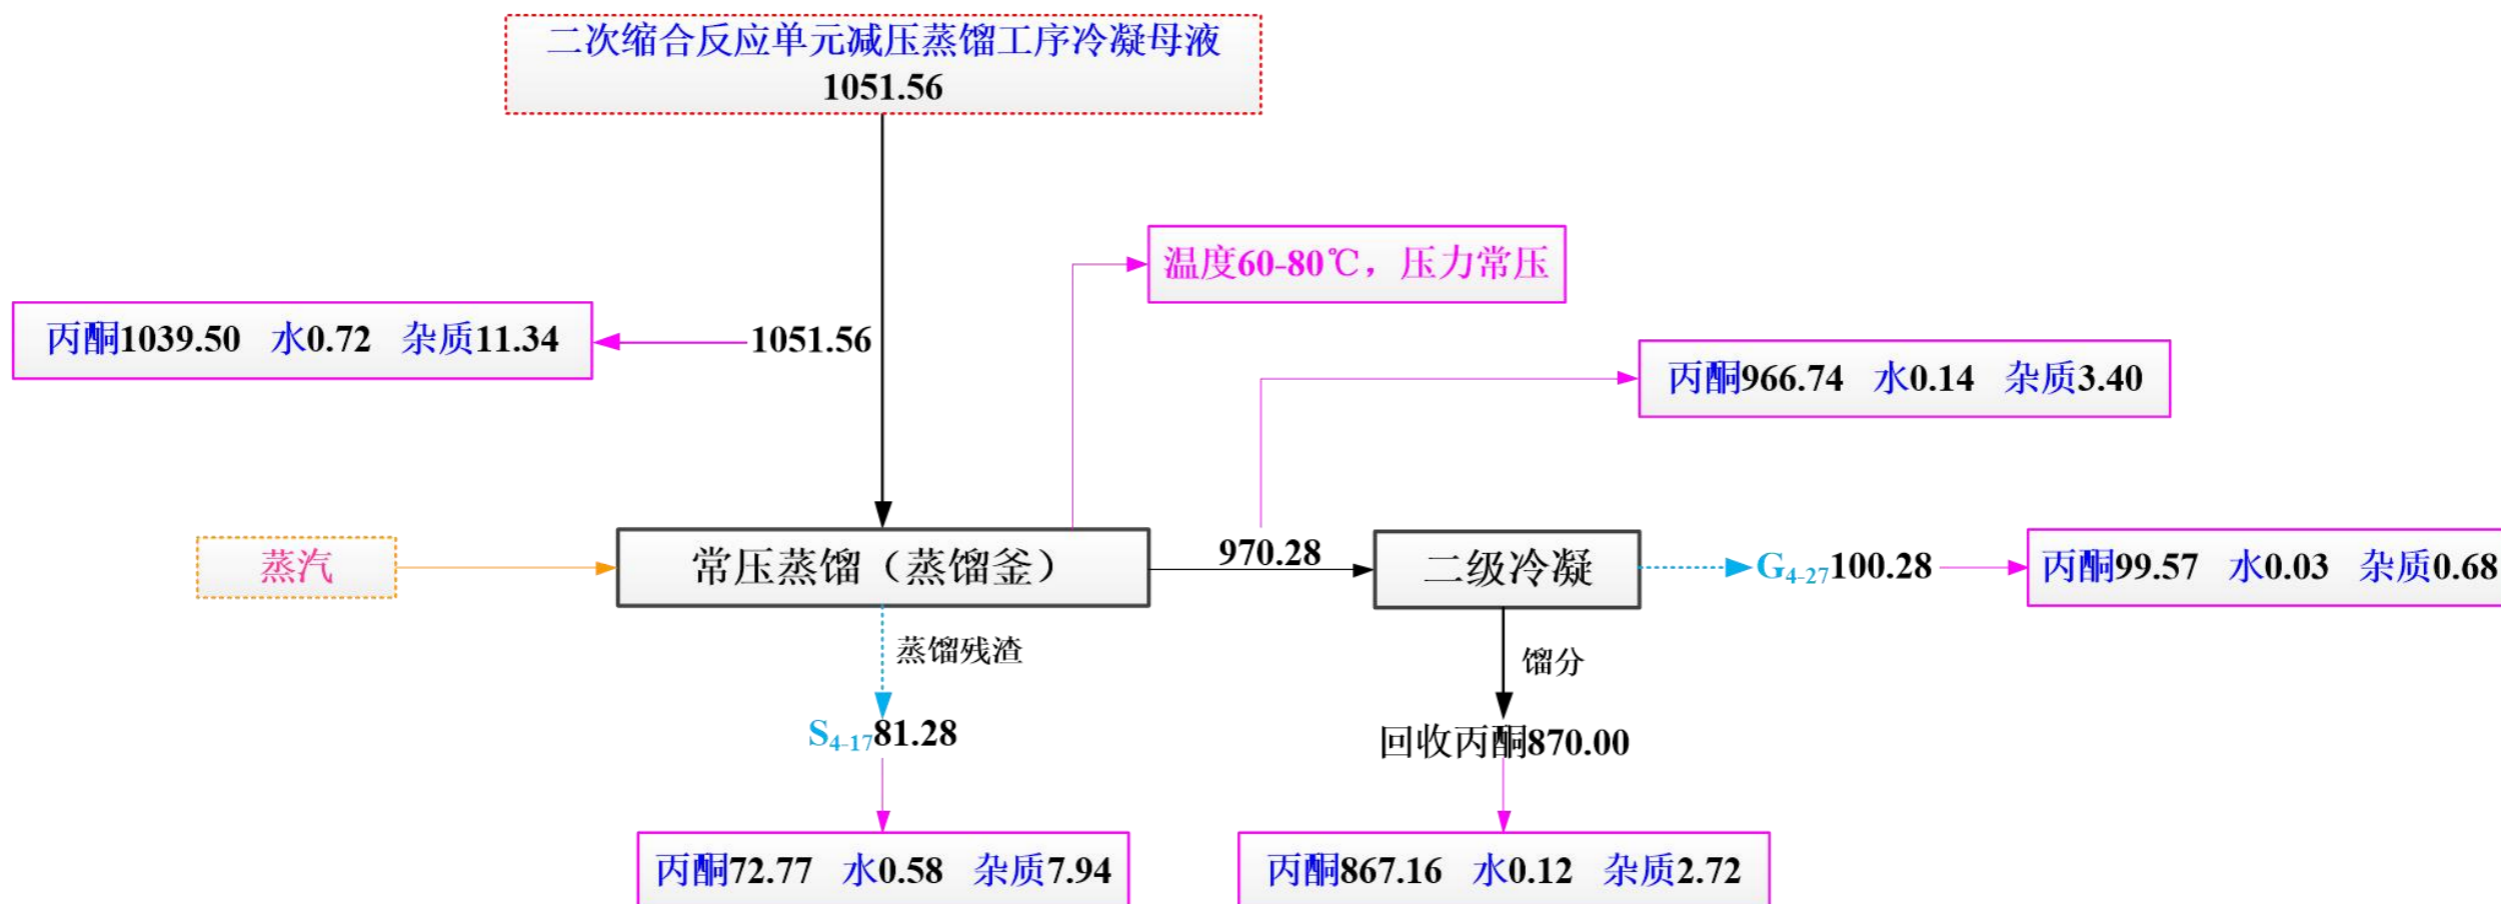 二次缩合反应单元减压蒸馏工序冷凝母液
1051.56
温度60-80℃，压力常压
丙酮1039.50 水0.72 杂质11.34
1051.56
丙酮966.74 水0.14 杂质3.40
蒸汽
常压蒸馏（蒸馏釜）
970.28
二级冷凝
G4-27100.28
丙酮99.57 水0.03 杂质0.68
蒸馏残渣
馏分
S4-1781.28
回收丙酮870.00
丙酮72.77 水0.58 杂质7.94
丙酮867.16 水0.12 杂质2.72